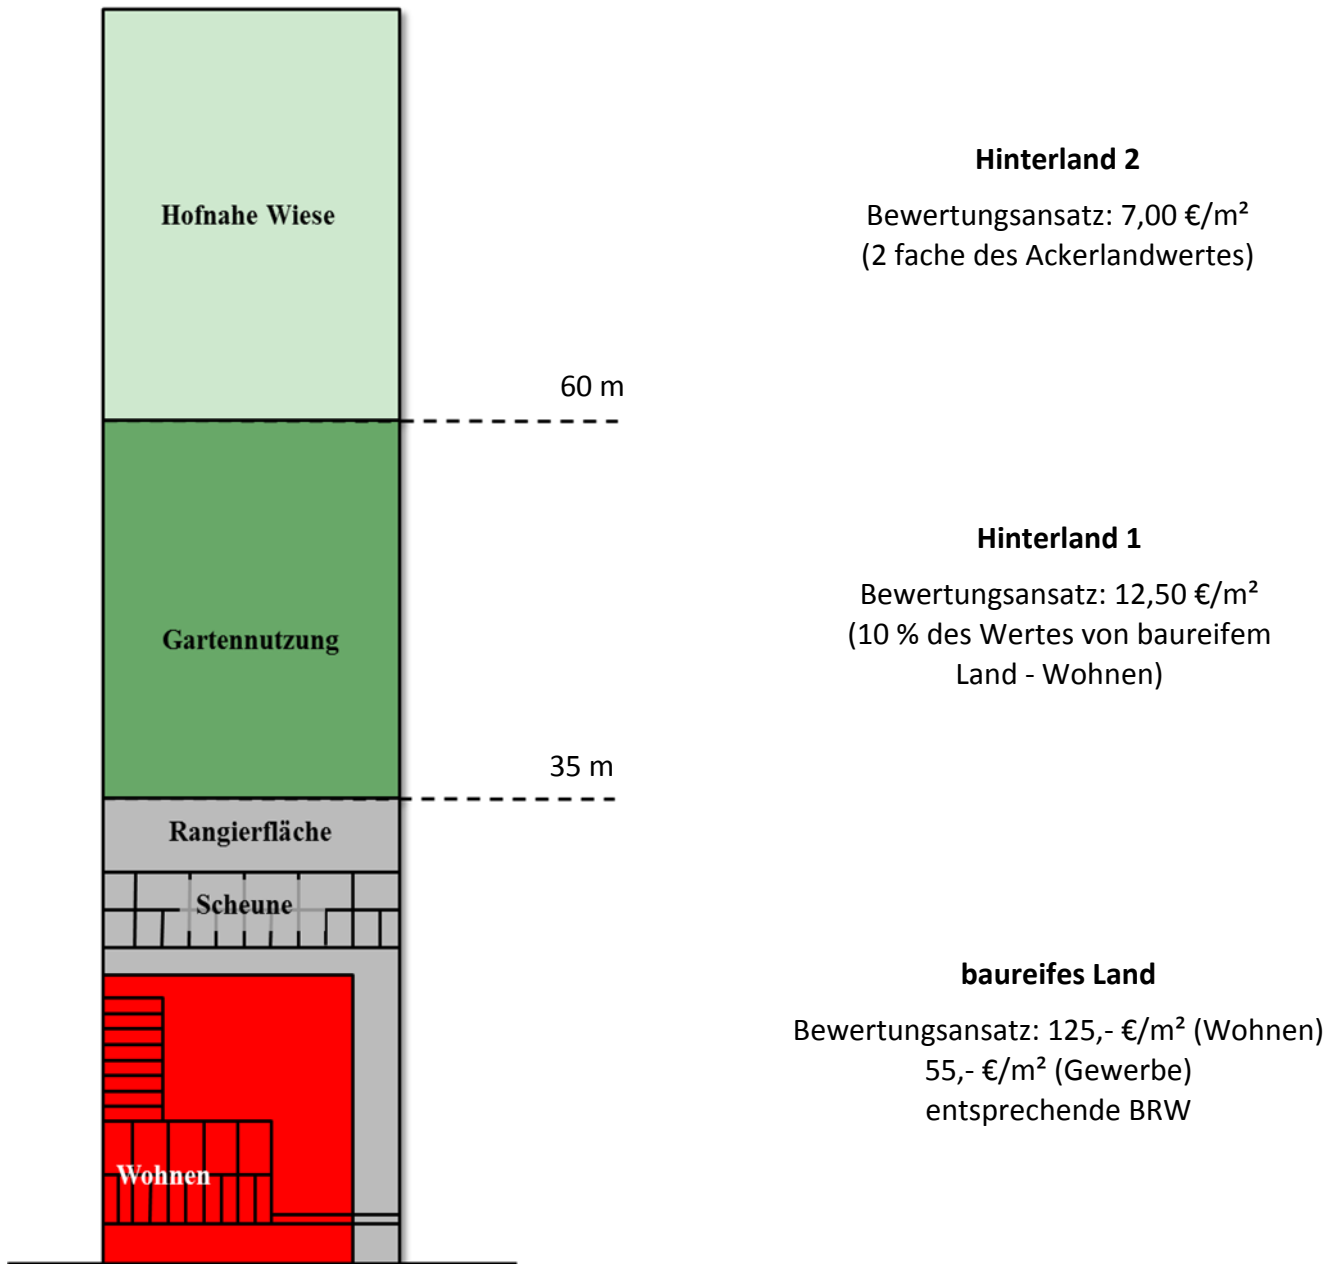 Hinterland 2
Hofnahe Wiese
Bewertungsansatz: 7,00 €/m²
(2 fache des Ackerlandwertes)
60 m
Hinterland 1
Bewertungsansatz: 12,50 €/m²
(10 % des Wertes von baureifem
Land - Wohnen)
Gartennutzung
35 m
Rangierfläche
Scheune
baureifes Land
Bewertungsansatz: 125,- €/m² (Wohnen)
55,- €/m² (Gewerbe)
entsprechende BRW
Wohnen